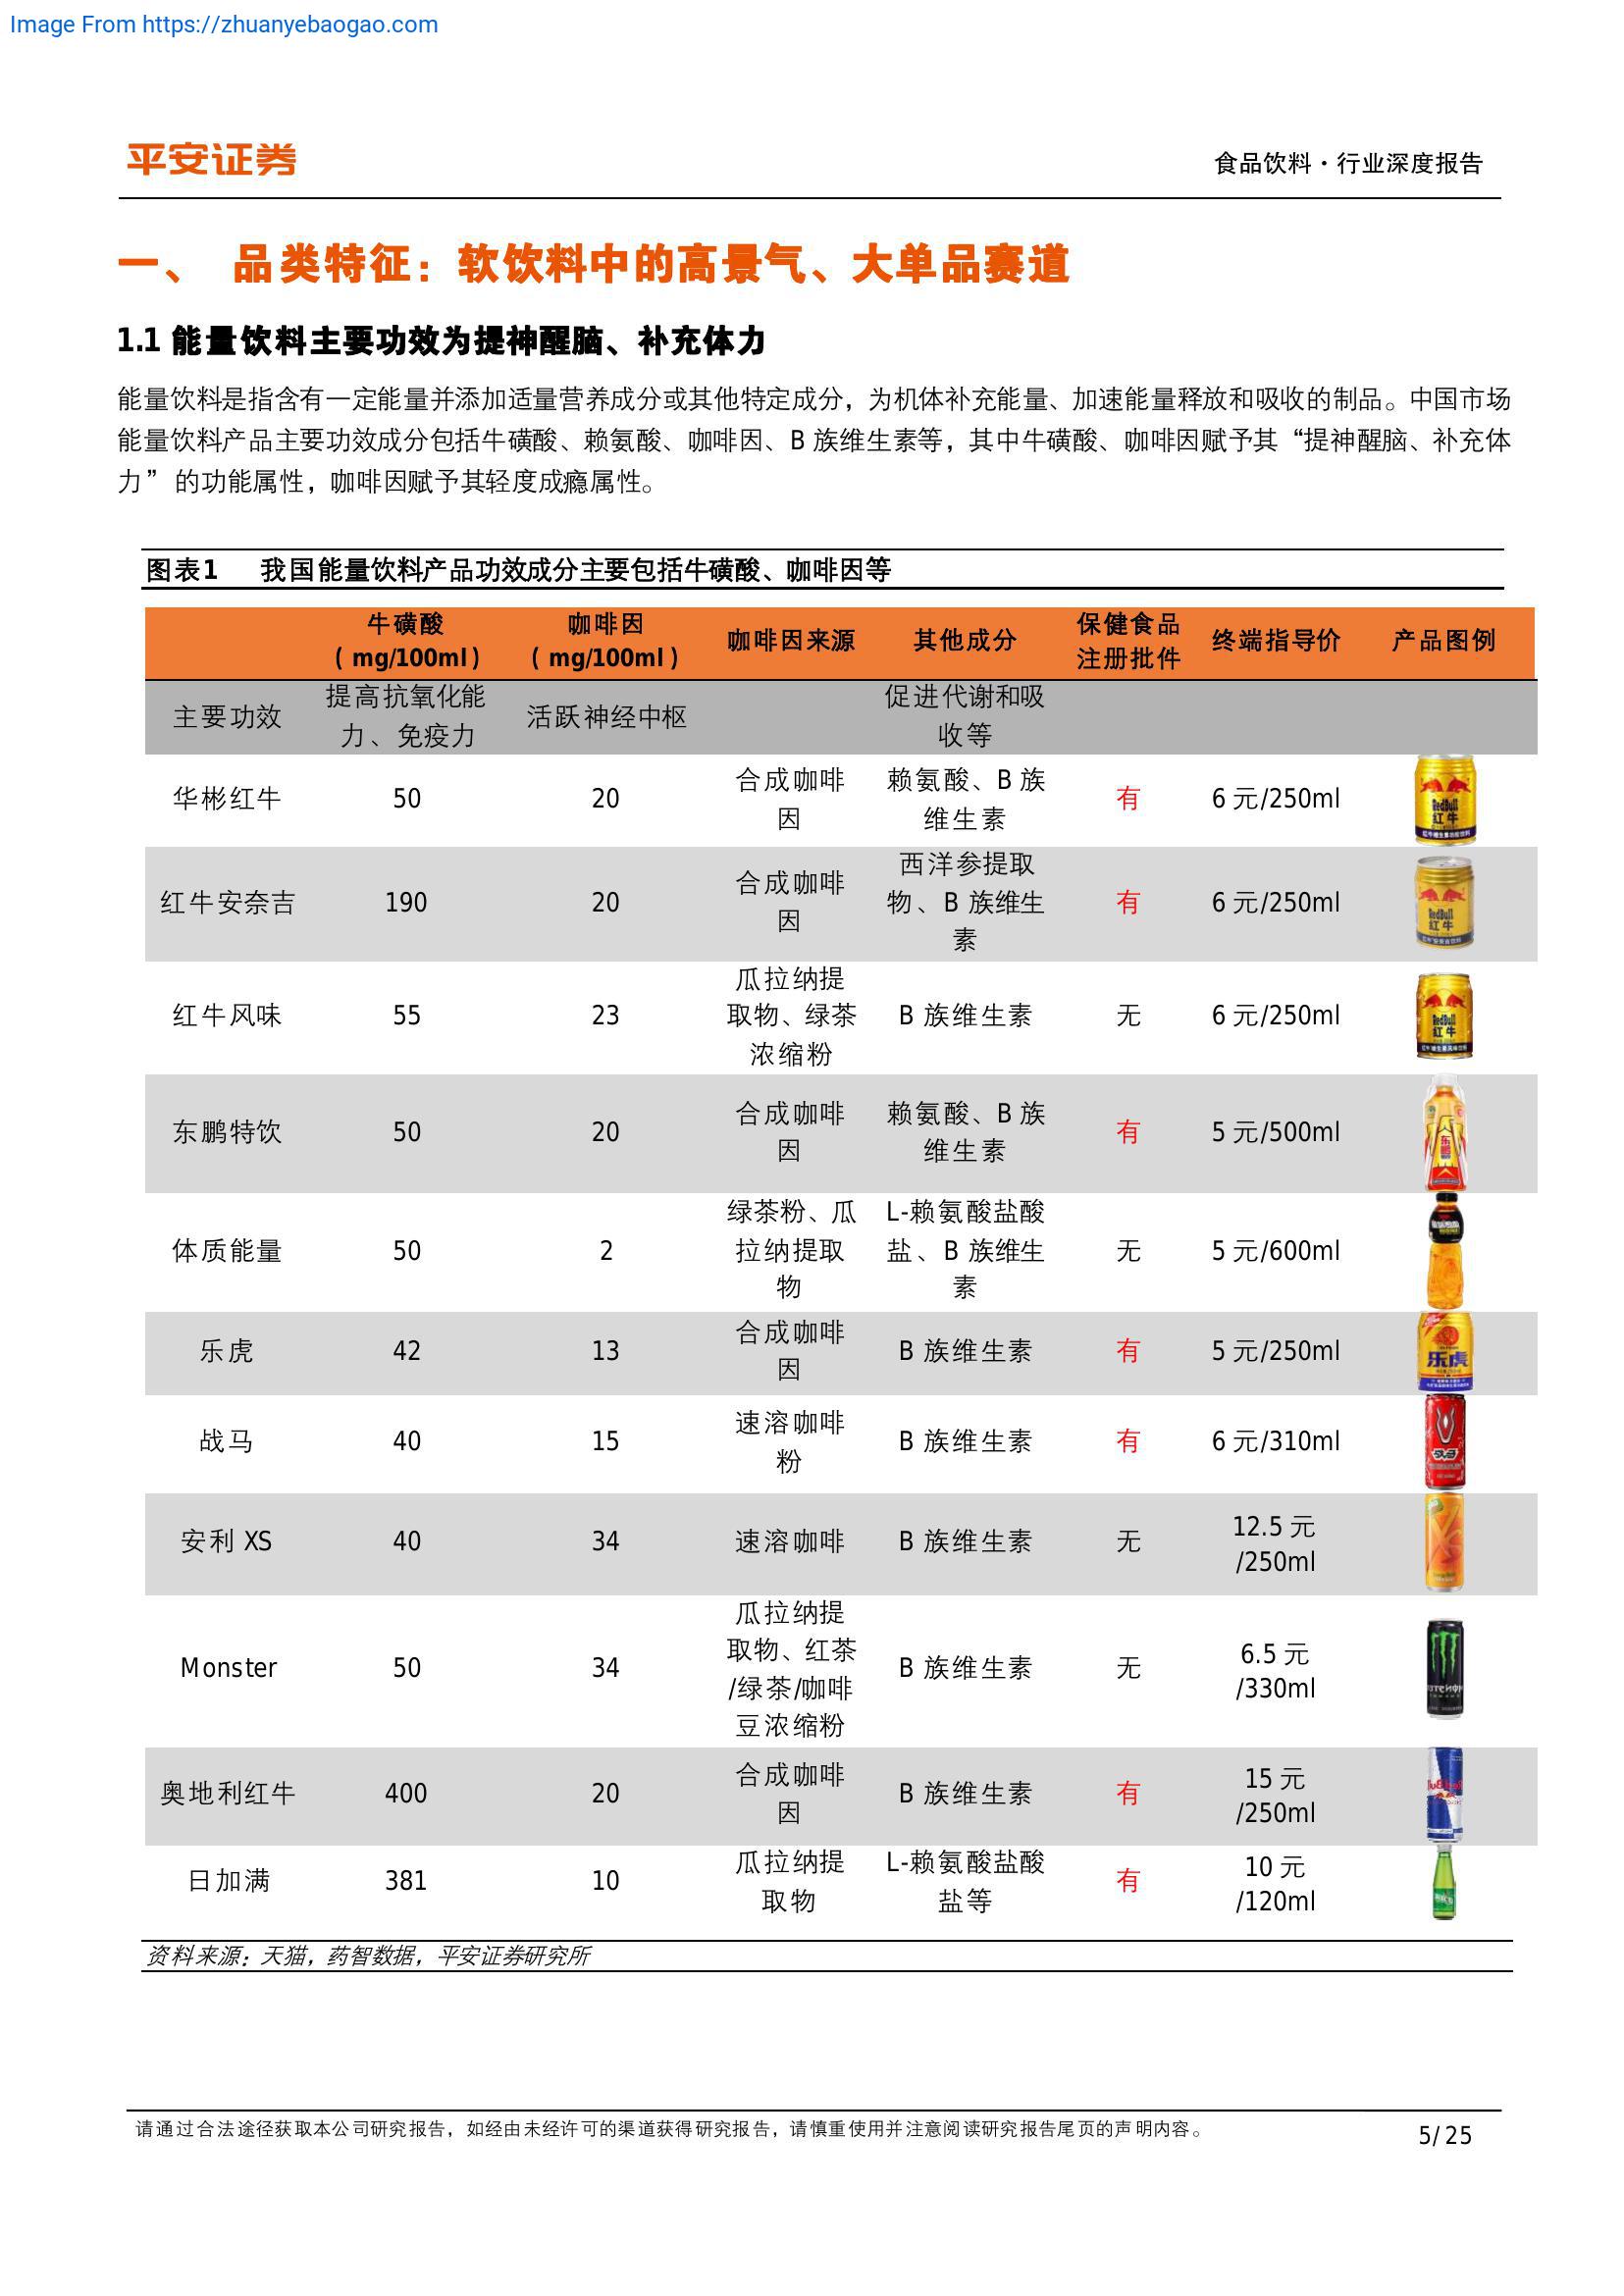 Image From https://zhuanyebaogao.com
平安证券
食品饮料·行业深度报告
一、 品类特征：软饮料中的高景气、大单品赛道
1.1 能量饮料主要功效为提神醒脑、补充体力
能量饮料是指含有一定能量并添加适量营养成分或其他特定成分，为机体补充能量、加速能量释放和吸收的制品。中国市场
能量饮料产品主要功效成分包括牛磺酸、赖氨酸、咖啡因、B 族维生素等，其中牛磺酸、咖啡因赋予其“提神醒脑、补充体
力”的功能属性，咖啡因赋予其轻度成瘾属性。
图表1 我国能量饮料产品功效成分主要包括牛磺酸、咖啡因等
牛磺酸
（mg/100ml）
咖啡因
（mg/100ml）
咖啡因来源
其他成分
保健食品
注册批件
终端指导价
产品图例
主要功效
提高抗氧化能
力、免疫力
活跃神经中枢
促进代谢和吸
收等
华彬红牛
50
20
合成咖啡
因
赖氨酸、B 族
维生素
有
6 元/250ml
RedBull
红牛
红牛安奈吉
190
20
合成咖啡
因
西洋参提取
物、B 族维生
素
有
6 元/250ml
RedBull
红牛
红牛风味
55
23
瓜拉纳提
取物、绿茶
浓缩粉
B 族维生素
无
6 元/250ml
RedBull
红牛
东鹏特饮
50
20
合成咖啡
因
赖氨酸、B 族
维生素
有
5 元/500ml
东鹏
体质能量
50
2
绿茶粉、瓜
拉纳提取
物
L-赖氨酸盐酸
盐、B 族维生
素
无
5 元/600ml
乐虎
42
13
合成咖啡
因
B 族维生素
有
5 元/250ml
乐虎
战马
40
15
速溶咖啡
粉
B 族维生素
有
6 元/310ml
安利 XS
40
34
速溶咖啡
B 族维生素
无
12.5 元
/250ml
XS
Monster
50
34
瓜拉纳提
取物、红茶
/绿茶/咖啡
豆浓缩粉
B 族维生素
无
6.5 元
/330ml
奥地利红牛
400
20
合成咖啡
因
B 族维生素
有
15 元
/250ml
日加满
381
10
瓜拉纳提
取物
L-赖氨酸盐酸
盐等
有
10 元
/120ml
资料来源：天猫，药智数据，平安证券研究所
请通过合法途径获取本公司研究报告，如经由未经许可的渠道获得研究报告，请慎重使用并注意阅读研究报告尾页的声明内容。
5/ 25